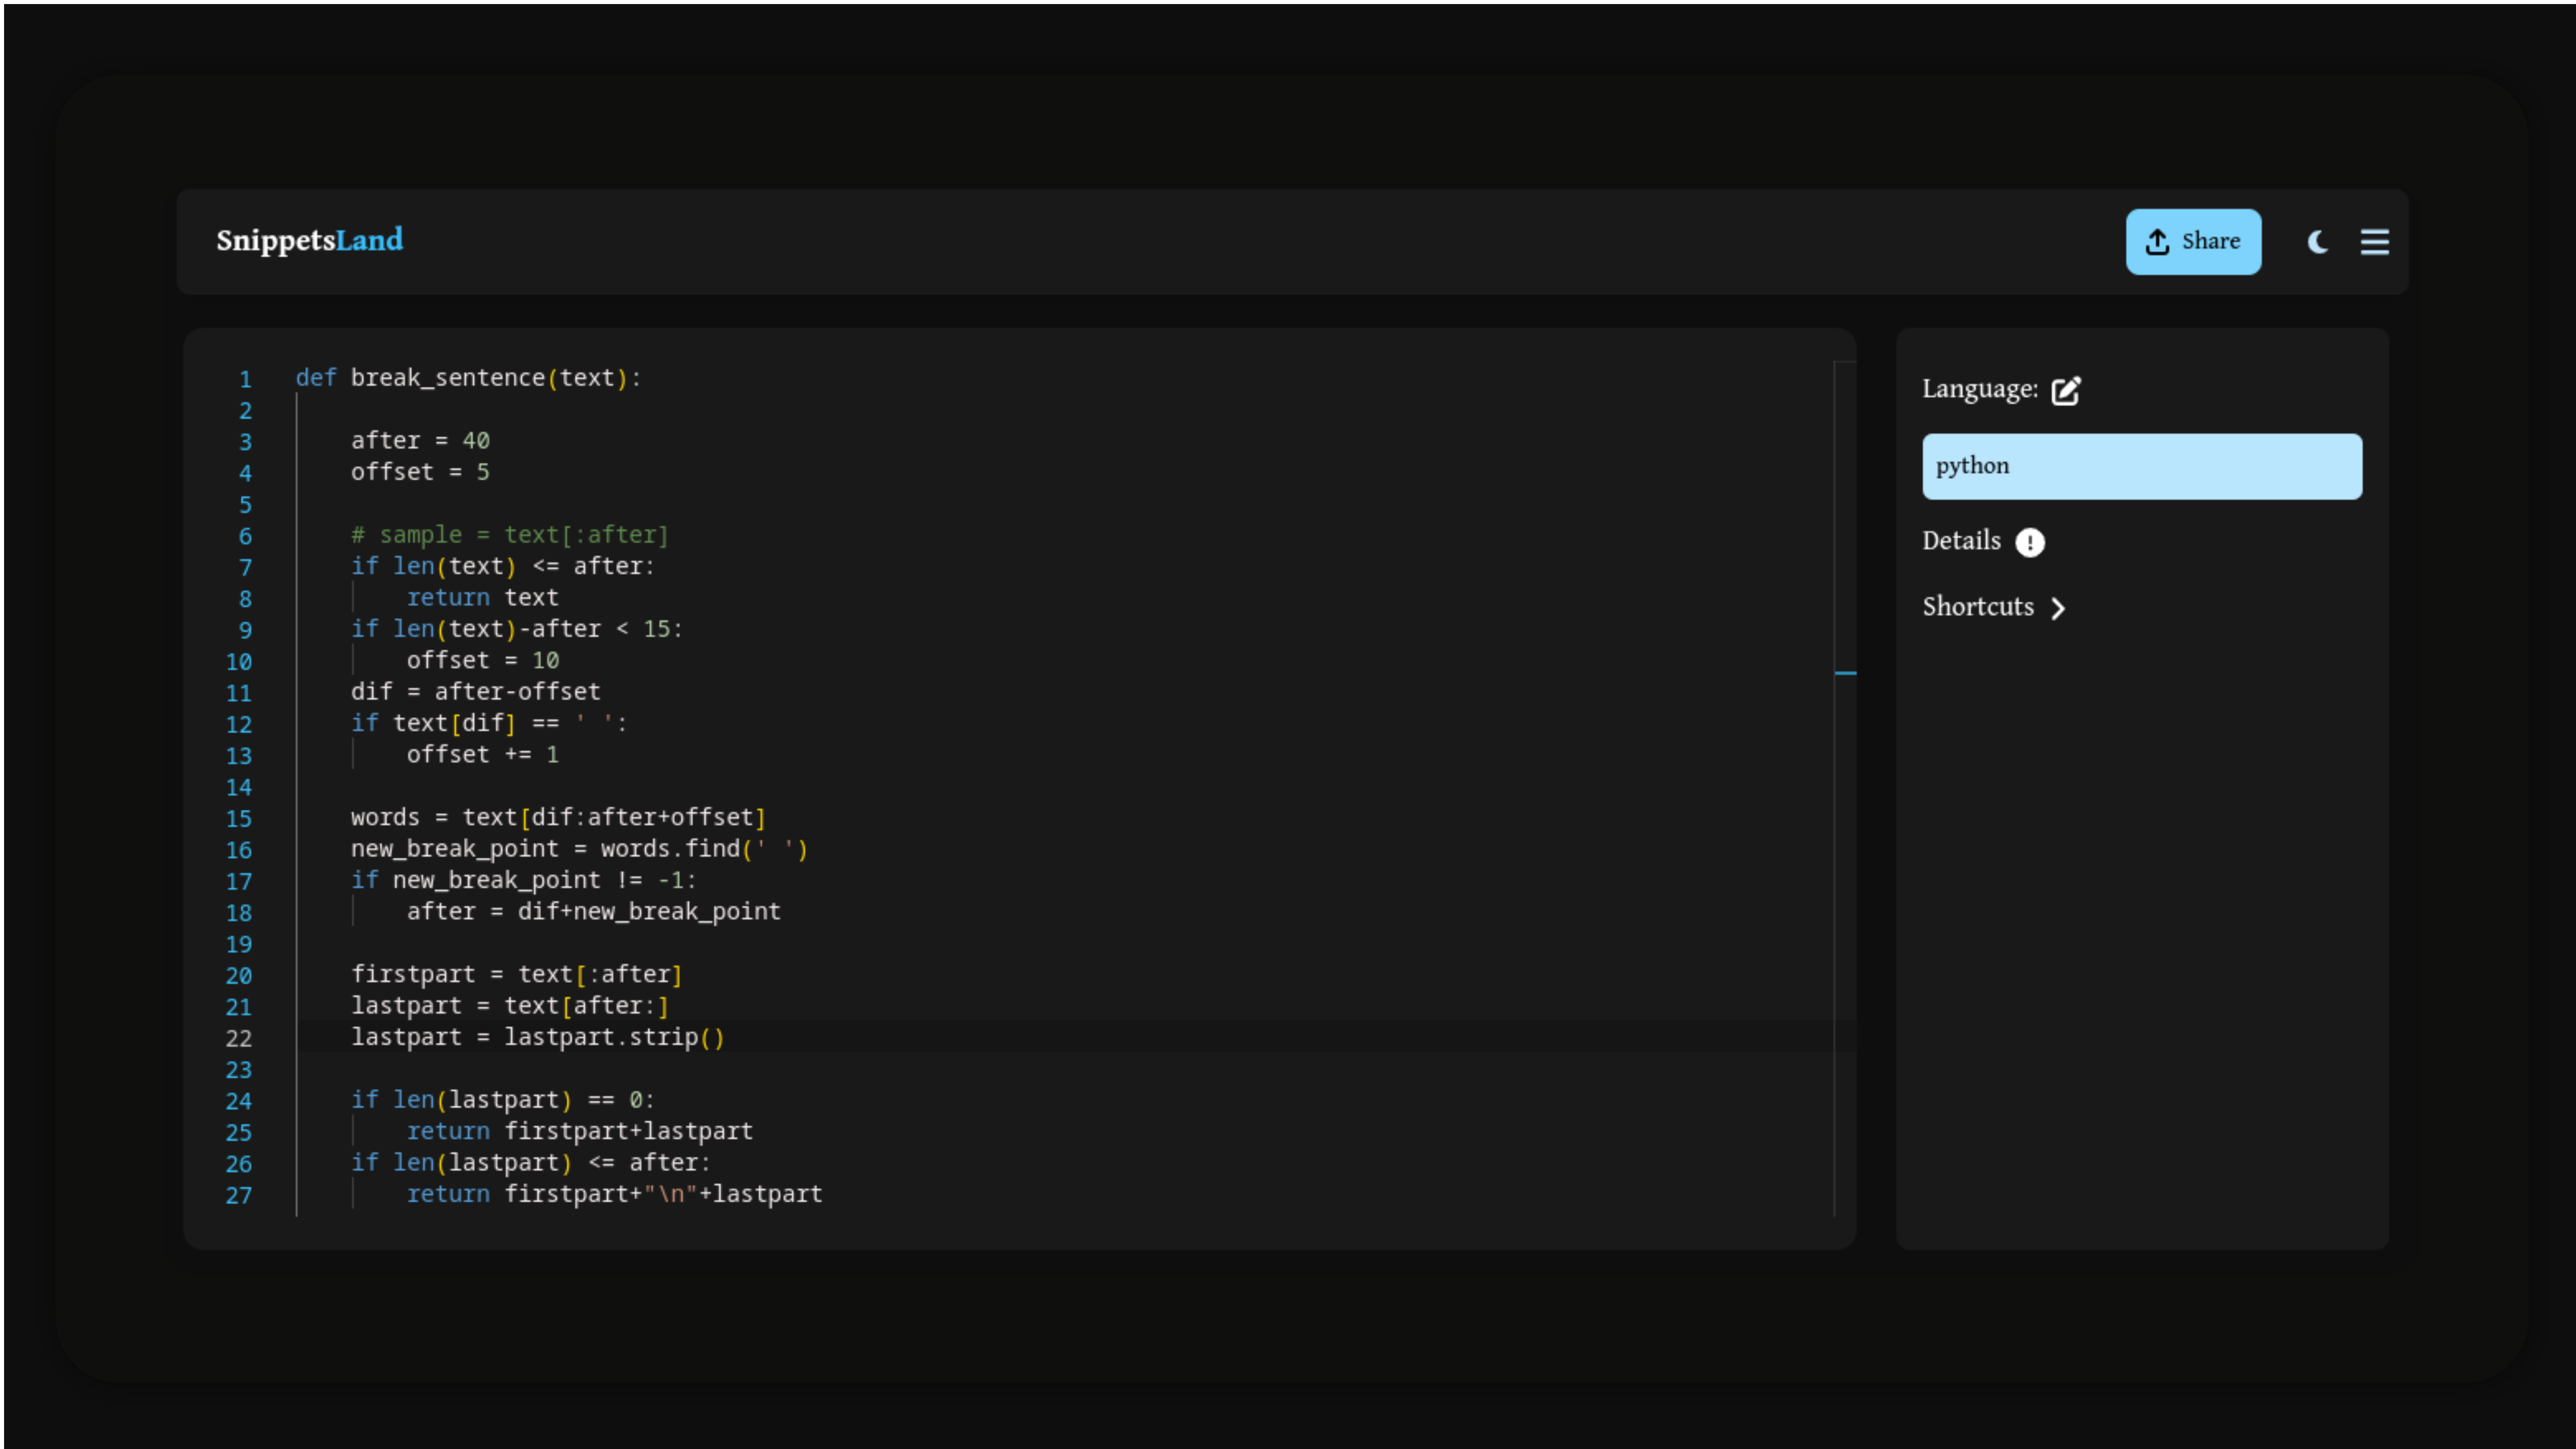 SnippetsLand
Share
1 def break_sentence(text):
2
3     after = 40
4     offset = 5
5
6     # sample = text[:after]
7     if len(text) <= after:
8         return text
9     if len(text)-after < 15:
10         offset = 10
11     dif = after-offset
12     if text[dif] == ' ':
13         offset += 1
14
15     words = text[dif:after+offset]
16     new_break_point = words.find(' ')
17     if new_break_point != -1:
18         after = dif+new_break_point
19
20     firstpart = text[:after]
21     lastpart = text[after:]
22     lastpart = lastpart.strip()
23
24     if len(lastpart) == 0:
25         return firstpart+lastpart
26     if len(lastpart) <= after:
27         return firstpart+"\n"+lastpart
Language:
python
Details
Shortcuts